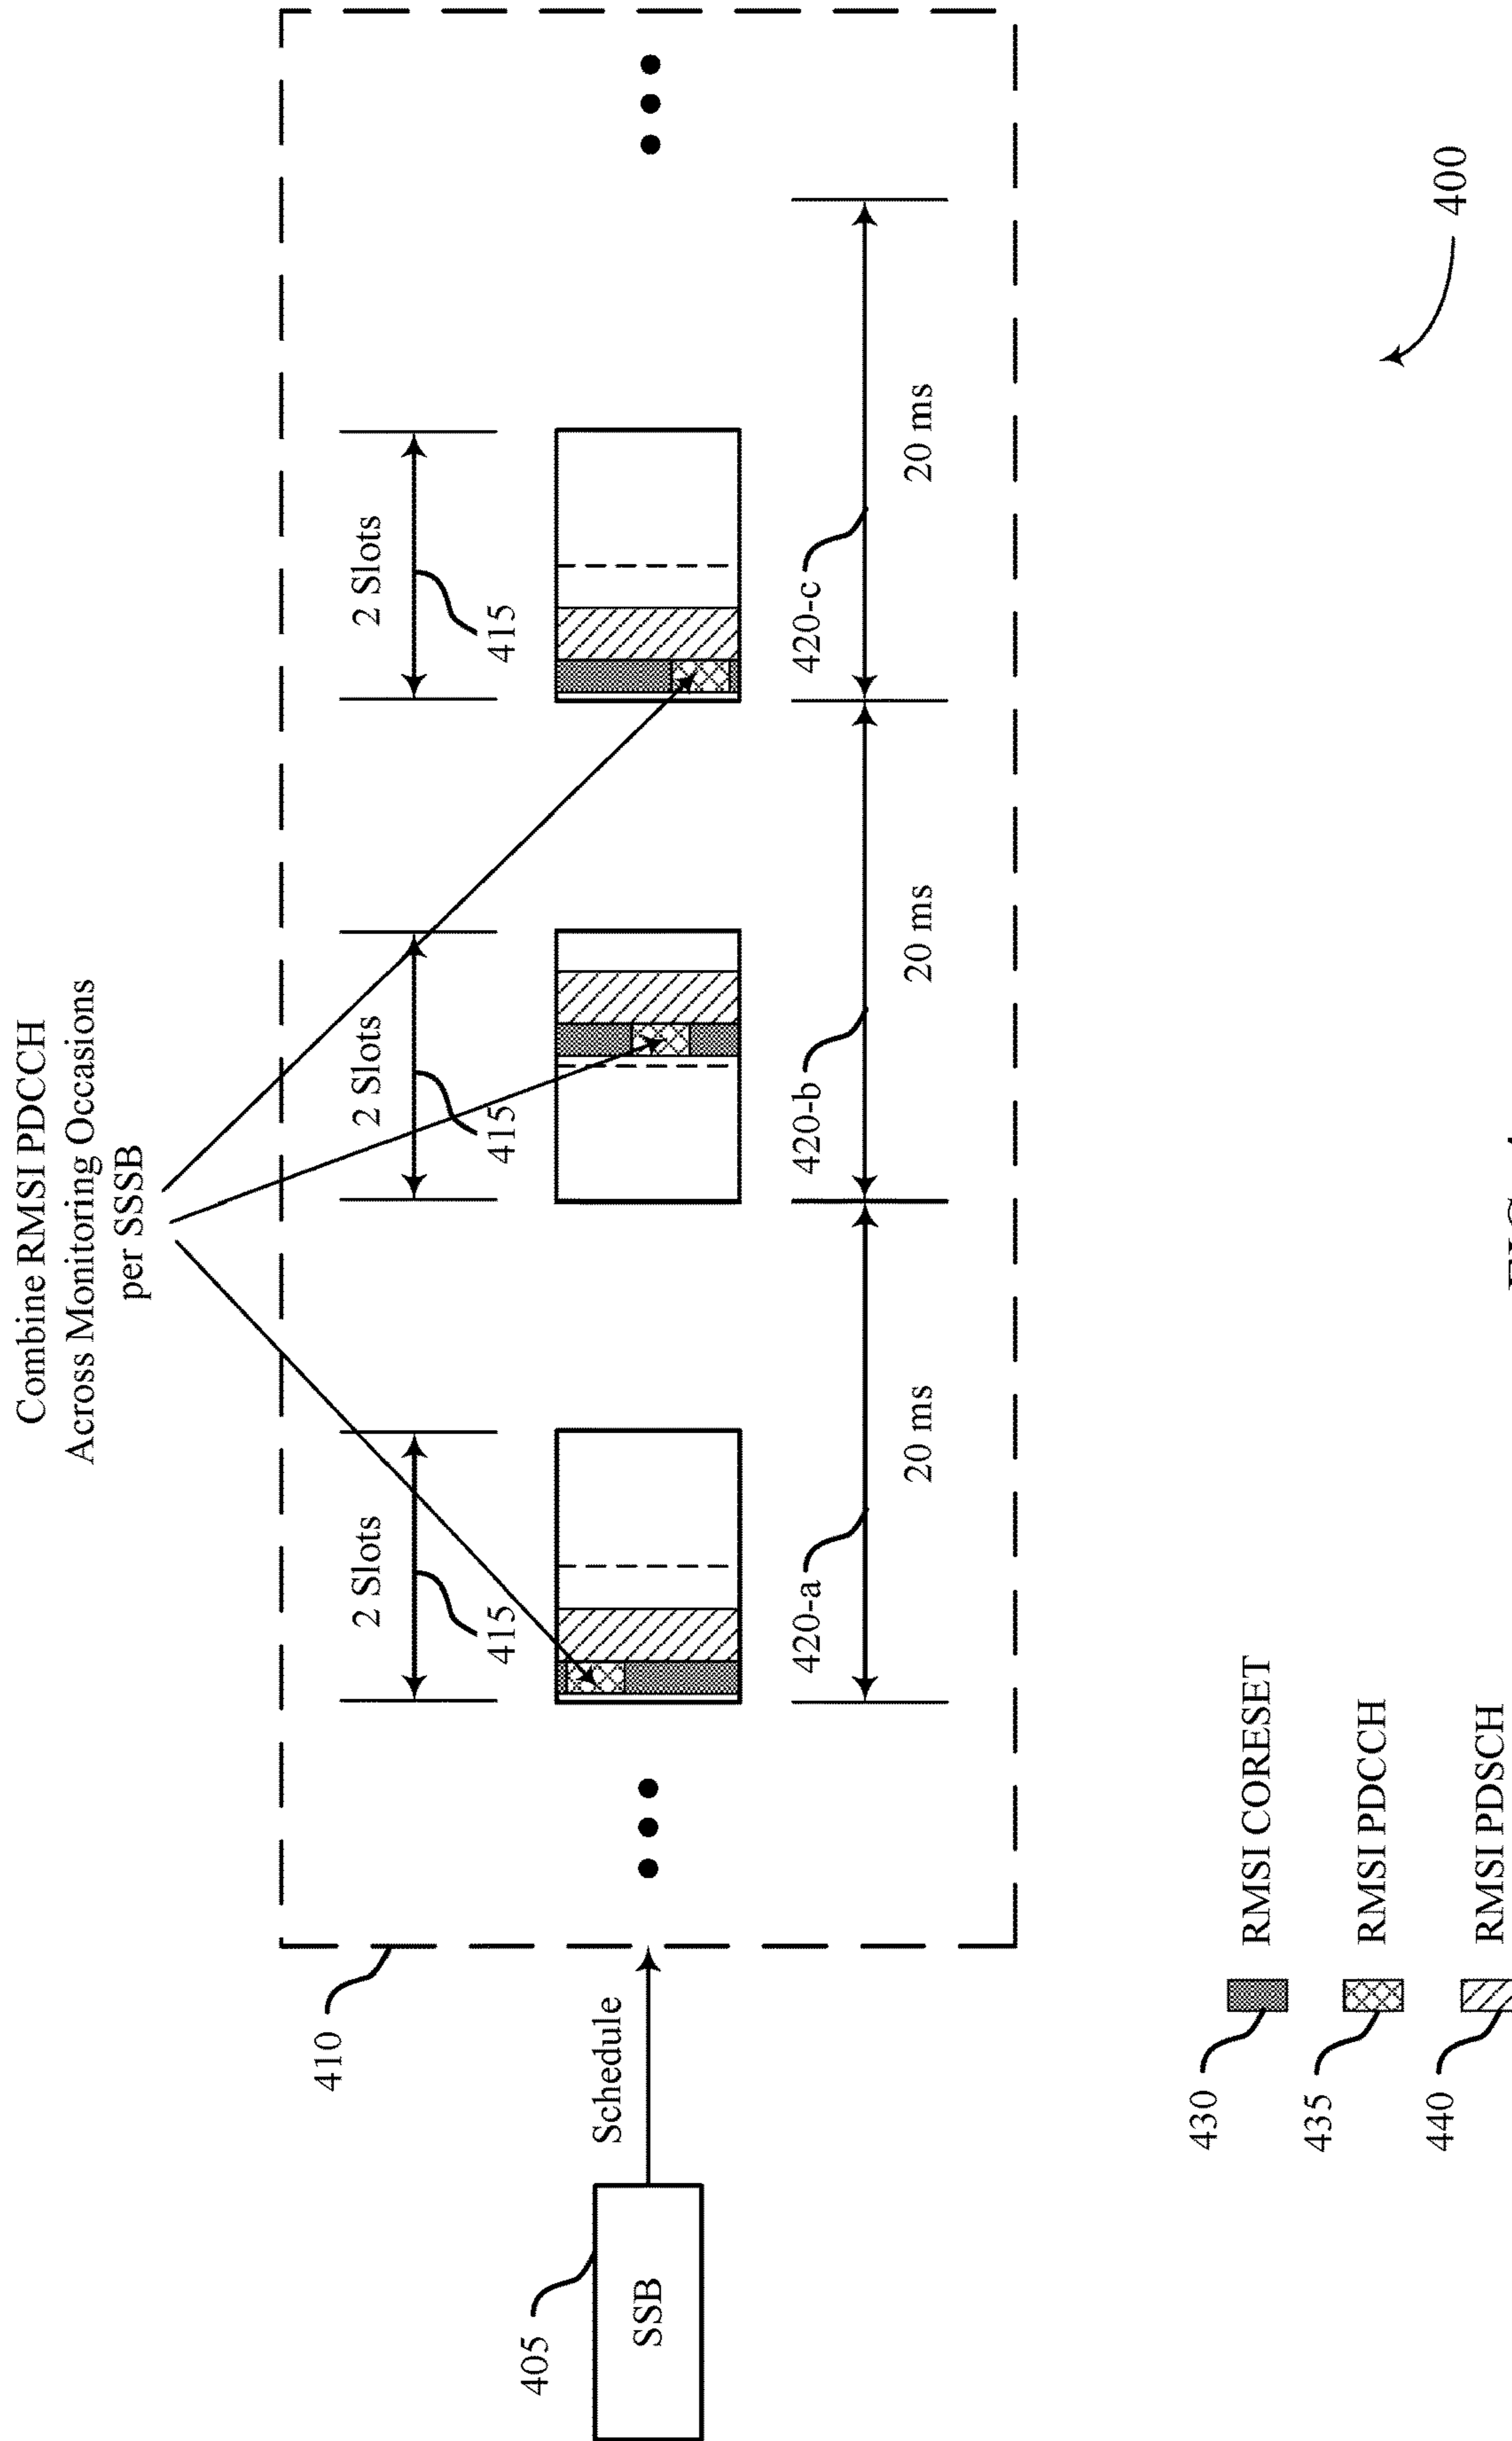 Combine RMSI PDCCH
Across Monitoring Occasions
per SSSB
410
2 Slots
2 Slots
2 Slots
415
415
415
405
SSB
Schedule
420-a
420-b
420-c
20 ms
20 ms
20 ms
430
RMSI CORESET
435
RMSI PDCCH
440
RMSI PDSCH
400